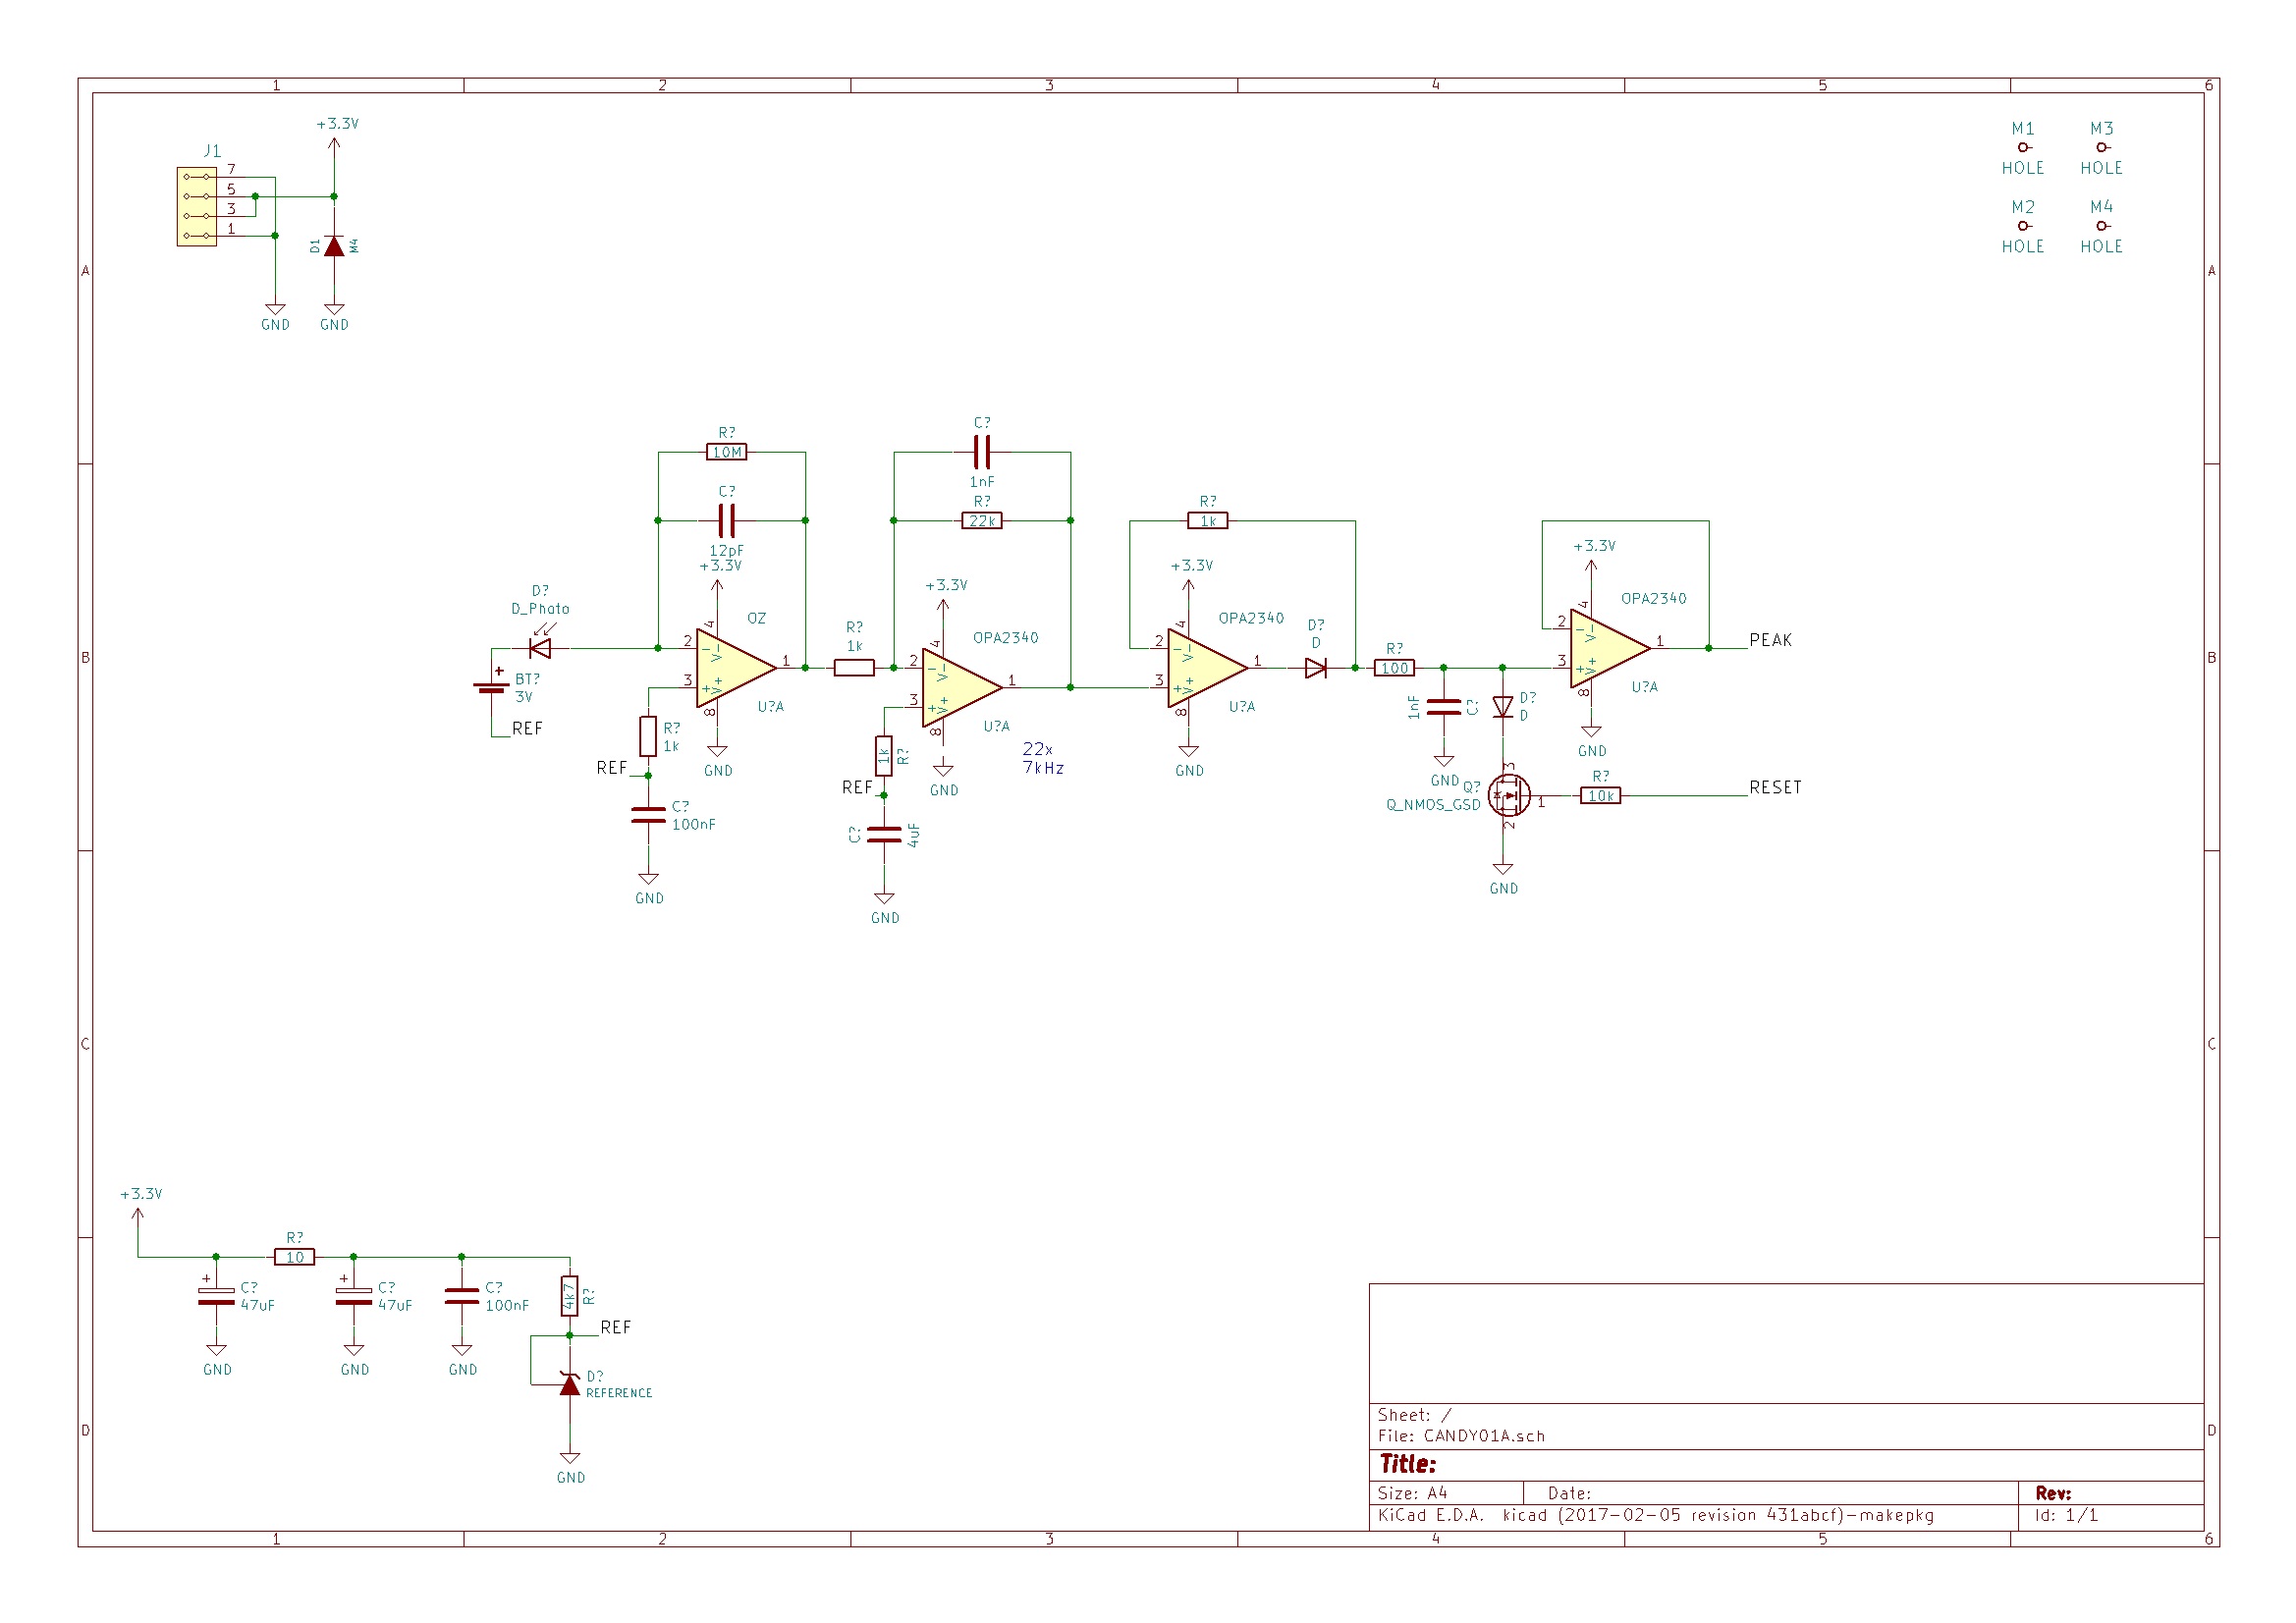 1 2 3 4 5 6
A A
B B
C C
D D
1 2 3 4 5 6
+3.3V
J1
7
5
3
1
D1
M4
GND GND
M1 M3
HOLE HOLE
M2 M4
HOLE HOLE
R?
10M
C?
12pF
+3.3V
D?
D_Photo
OZ
2
-
4
V-
3
+
V+
8
1
U?A
GND
BT?
+
3V
REF
R?
1k
REF
C?
100nF
GND
R?
1k
C?
1nF
R?
22k
+3.3V
OPA2340
2
-
4
V-
3
+
V+
8
1
U?A
GND
22x
7kHz
1k
R?
REF
C?
4uF
GND
R?
1k
+3.3V
OPA2340
2
-
4
V-
3
+
V+
8
1
U?A
GND
D?
D
R?
100
1nF
C?
GND
D?
D
+3.3V
OPA2340
2
-
4
V-
3
+
V+
8
1
U?A
GND
PEAK
Q?
Q_NMOS_GSD
3
1
2
R?
10k
RESET
GND
+3.3V
R?
10
+
C?
47uF
GND
+
C?
47uF
GND
C?
100nF
GND
4k7
R?
REF
D?
REFERENCE
GND
Sheet: /
File: CANDY01A.sch
Title:
Size: A4 Date: Rev:
KiCad E.D.A. kicad (2017-02-05 revision 431abcf)-makepkg Id: 1/1